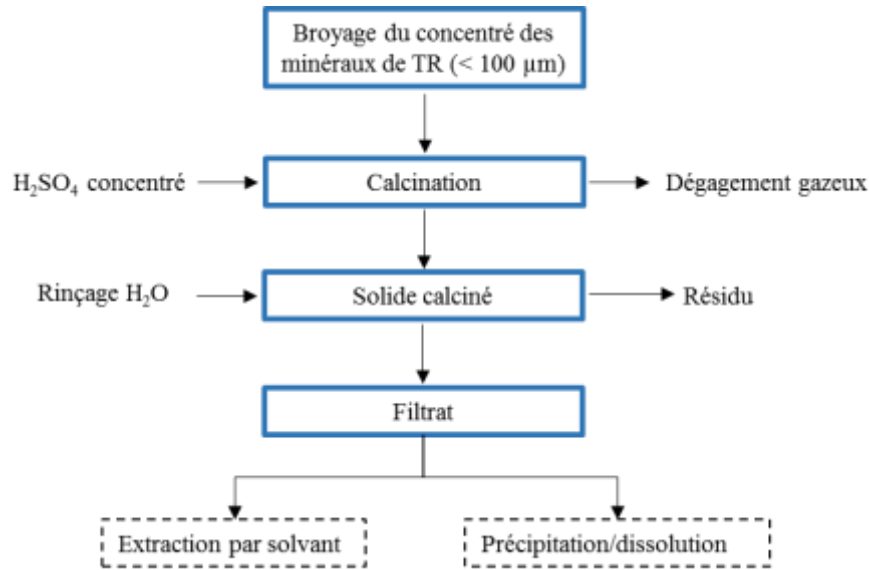 Broyage du concentré des
minéraux de TR (< 100 µm)
H₂SO₄ concentré
Calcination
Dégagement gazeux
Rinçage H₂O
Solide calciné
Résidu
Filtrat
Extraction par solvant
Précipitation/dissolution